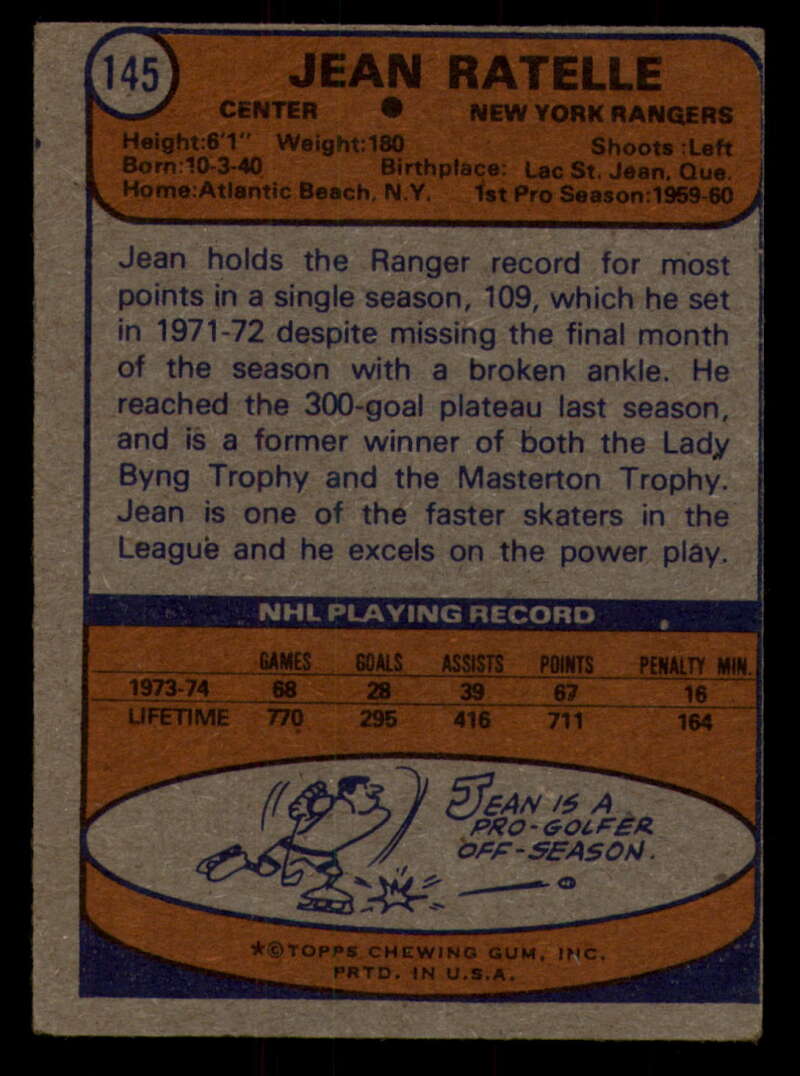 145
JEAN RATELLE
CENTER ● NEW YORK RANGERS
Height:6'1" Weight:180 Shoots :Left
Born:10-3-40 Birthplace: Lac St. Jean, Que.
Home:Atlantic Beach, N.Y. 1st Pro Season:1959-60
Jean holds the Ranger record for most
points in a single season, 109, which he set
in 1971-72 despite missing the final month
of the season with a broken ankle. He
reached the 300-goal plateau last season,
and is a former winner of both the Lady
Byng Trophy and the Masterton Trophy.
Jean is one of the faster skaters in the
League and he excels on the power play.
NHL PLAYING RECORD
GAMES GOALS ASSISTS POINTS PENALTY MIN.
1973-74 68 28 39 67 16
LIFETIME 770 295 416 711 164
JEAN IS A
PRO-GOLFER
OFF-SEASON.
★©TOPPS CHEWING GUM, INC.
PRTD. IN U.S.A.